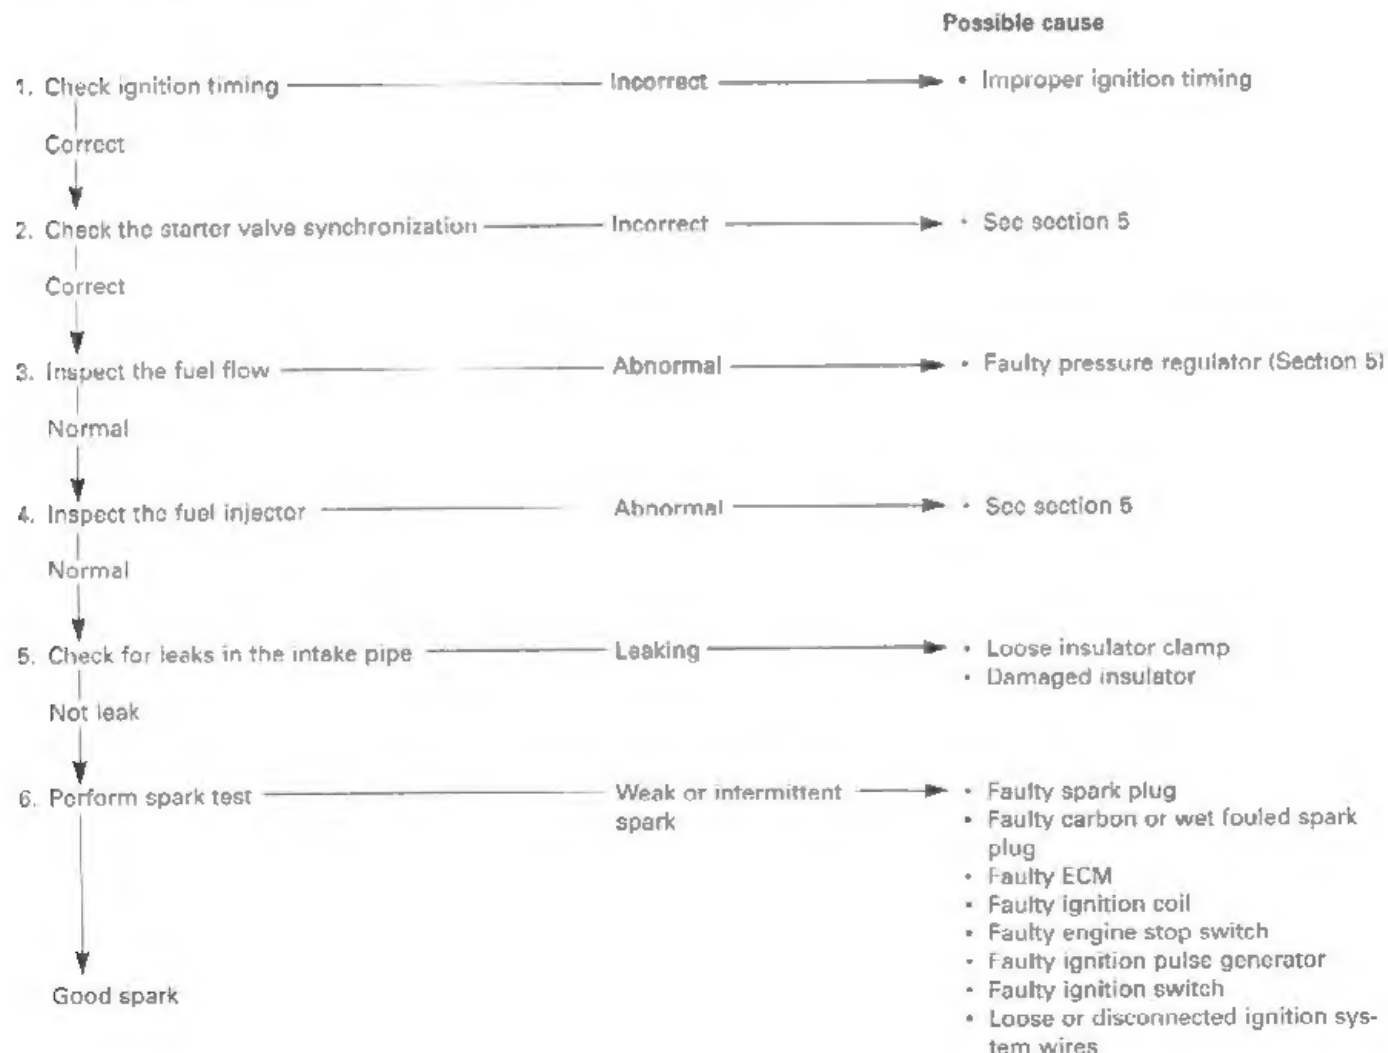 Possible cause
1. Check ignition timing Incorrect • Improper ignition timing
Correct
2. Check the starter valve synchronization Incorrect • See section 5
Correct
3. Inspect the fuel flow Abnormal • Faulty pressure regulator (Section 5)
Normal
4. Inspect the fuel injector Abnormal • See section 5
Normal
5. Check for leaks in the intake pipe Leaking • Loose insulator clamp
• Damaged insulator
Not leak
6. Perform spark test Weak or intermittent • Faulty spark plug
spark • Faulty carbon or wet fouled spark
plug
• Faulty ECM
• Faulty ignition coil
• Faulty engine stop switch
• Faulty ignition pulse generator
Good spark • Faulty ignition switch
• Loose or disconnected ignition sys-
tem wires